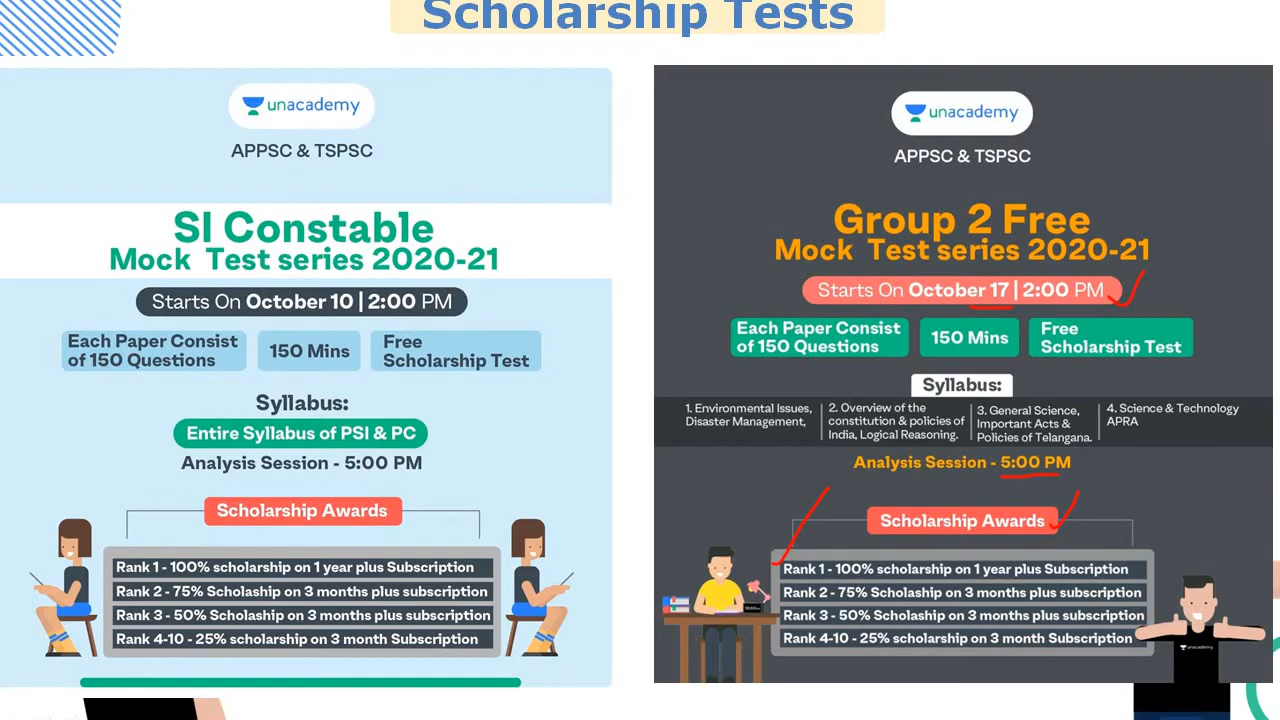 Scholarship Tests
unacademy
APPSC & TSPSC
SI Constable
Mock Test series 2020-21
Starts On October 10 | 2:00 PM
Each Paper Consist
of 150 Questions
150 Mins
Free
Scholarship Test
Syllabus:
Entire Syllabus of PSI & PC
Analysis Session - 5:00 PM
Scholarship Awards
Rank 1 - 100% scholarship on 1 year plus Subscription
Rank 2 - 75% Scholaship on 3 months plus subscription
Rank 3 - 50% Scholaship on 3 months plus subscription
Rank 4-10 - 25% scholarship on 3 month Subscription
unacademy
APPSC & TSPSC
Group 2 Free
Mock Test series 2020-21
Starts On October 17 | 2:00 PM
Each Paper Consist
of 150 Questions
150 Mins
Free
Scholarship Test
Syllabus:
1. Environmental Issues,
Disaster Management,
2. Overview of the
constitution & policies of
India, Logical Reasoning.
3. General Science,
Important Acts &
Policies of Telangana.
4. Science & Technology
APRA
Analysis Session - 5:00 PM
Scholarship Awards
Rank 1 - 100% scholarship on 1 year plus Subscription
Rank 2 - 75% Scholaship on 3 months plus subscription
Rank 3 - 50% Scholaship on 3 months plus subscription
Rank 4-10 - 25% scholarship on 3 month Subscription
unacademy